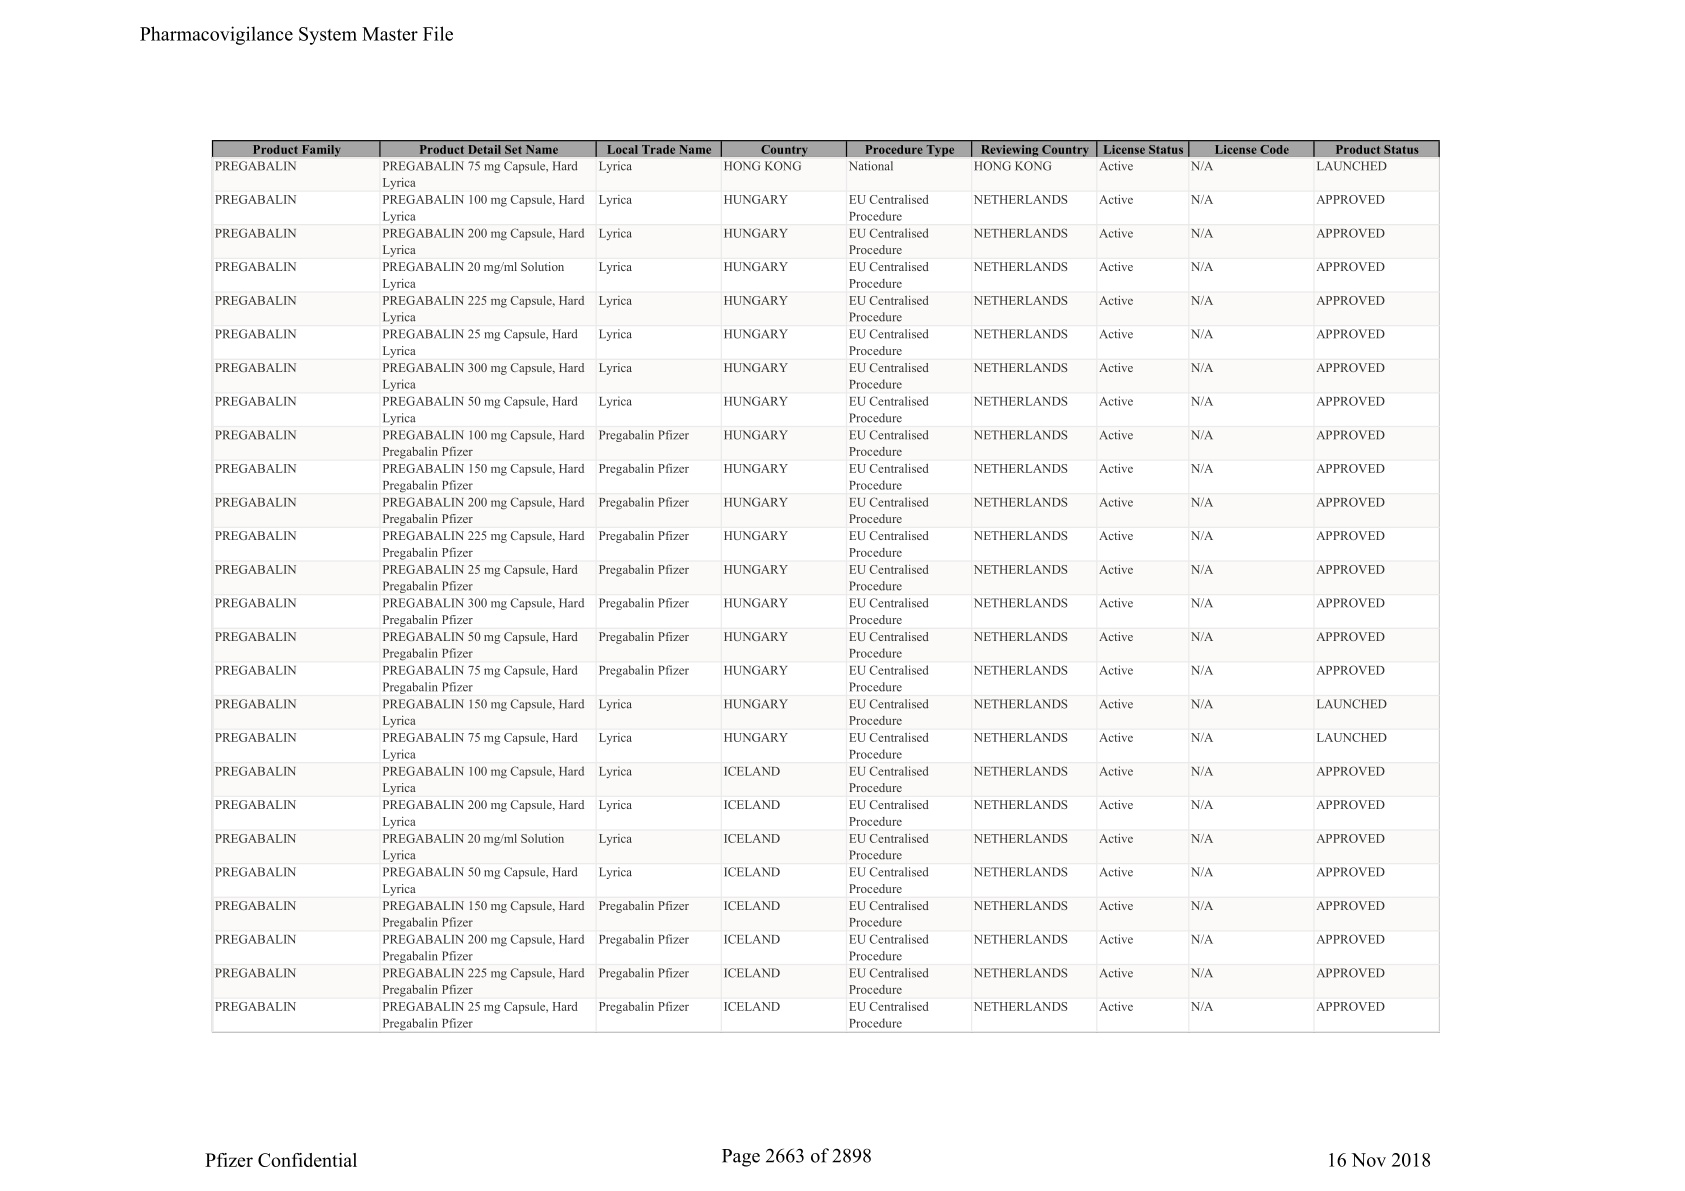 Pharmacovigilance System Master File
Product Family Product Detail Set Name Local Trade Name Country Procedure Type Reviewing Country License Status License Code Product Status
PREGABALIN PREGABALIN 75 mg Capsule, Hard Lyrica HONG KONG National HONG KONG Active N/A LAUNCHED
Lyrica
PREGABALIN PREGABALIN 100 mg Capsule, Hard Lyrica HUNGARY EU Centralised NETHERLANDS Active N/A APPROVED
Lyrica Procedure
PREGABALIN PREGABALIN 200 mg Capsule, Hard Lyrica HUNGARY EU Centralised NETHERLANDS Active N/A APPROVED
Lyrica Procedure
PREGABALIN PREGABALIN 20 mg/ml Solution Lyrica HUNGARY EU Centralised NETHERLANDS Active N/A APPROVED
Lyrica Procedure
PREGABALIN PREGABALIN 225 mg Capsule, Hard Lyrica HUNGARY EU Centralised NETHERLANDS Active N/A APPROVED
Lyrica Procedure
PREGABALIN PREGABALIN 25 mg Capsule, Hard Lyrica HUNGARY EU Centralised NETHERLANDS Active N/A APPROVED
Lyrica Procedure
PREGABALIN PREGABALIN 300 mg Capsule, Hard Lyrica HUNGARY EU Centralised NETHERLANDS Active N/A APPROVED
Lyrica Procedure
PREGABALIN PREGABALIN 50 mg Capsule, Hard Lyrica HUNGARY EU Centralised NETHERLANDS Active N/A APPROVED
Lyrica Procedure
PREGABALIN PREGABALIN 100 mg Capsule, Hard Pregabalin Pfizer HUNGARY EU Centralised NETHERLANDS Active N/A APPROVED
Pregabalin Pfizer Procedure
PREGABALIN PREGABALIN 150 mg Capsule, Hard Pregabalin Pfizer HUNGARY EU Centralised NETHERLANDS Active N/A APPROVED
Pregabalin Pfizer Procedure
PREGABALIN PREGABALIN 200 mg Capsule, Hard Pregabalin Pfizer HUNGARY EU Centralised NETHERLANDS Active N/A APPROVED
Pregabalin Pfizer Procedure
PREGABALIN PREGABALIN 225 mg Capsule, Hard Pregabalin Pfizer HUNGARY EU Centralised NETHERLANDS Active N/A APPROVED
Pregabalin Pfizer Procedure
PREGABALIN PREGABALIN 25 mg Capsule, Hard Pregabalin Pfizer HUNGARY EU Centralised NETHERLANDS Active N/A APPROVED
Pregabalin Pfizer Procedure
PREGABALIN PREGABALIN 300 mg Capsule, Hard Pregabalin Pfizer HUNGARY EU Centralised NETHERLANDS Active N/A APPROVED
Pregabalin Pfizer Procedure
PREGABALIN PREGABALIN 50 mg Capsule, Hard Pregabalin Pfizer HUNGARY EU Centralised NETHERLANDS Active N/A APPROVED
Pregabalin Pfizer Procedure
PREGABALIN PREGABALIN 75 mg Capsule, Hard Pregabalin Pfizer HUNGARY EU Centralised NETHERLANDS Active N/A APPROVED
Pregabalin Pfizer Procedure
PREGABALIN PREGABALIN 150 mg Capsule, Hard Lyrica HUNGARY EU Centralised NETHERLANDS Active N/A LAUNCHED
Lyrica Procedure
PREGABALIN PREGABALIN 75 mg Capsule, Hard Lyrica HUNGARY EU Centralised NETHERLANDS Active N/A LAUNCHED
Lyrica Procedure
PREGABALIN PREGABALIN 100 mg Capsule, Hard Lyrica ICELAND EU Centralised NETHERLANDS Active N/A APPROVED
Lyrica Procedure
PREGABALIN PREGABALIN 200 mg Capsule, Hard Lyrica ICELAND EU Centralised NETHERLANDS Active N/A APPROVED
Lyrica Procedure
PREGABALIN PREGABALIN 20 mg/ml Solution Lyrica ICELAND EU Centralised NETHERLANDS Active N/A APPROVED
Lyrica Procedure
PREGABALIN PREGABALIN 50 mg Capsule, Hard Lyrica ICELAND EU Centralised NETHERLANDS Active N/A APPROVED
Lyrica Procedure
PREGABALIN PREGABALIN 150 mg Capsule, Hard Pregabalin Pfizer ICELAND EU Centralised NETHERLANDS Active N/A APPROVED
Pregabalin Pfizer Procedure
PREGABALIN PREGABALIN 200 mg Capsule, Hard Pregabalin Pfizer ICELAND EU Centralised NETHERLANDS Active N/A APPROVED
Pregabalin Pfizer Procedure
PREGABALIN PREGABALIN 225 mg Capsule, Hard Pregabalin Pfizer ICELAND EU Centralised NETHERLANDS Active N/A APPROVED
Pregabalin Pfizer Procedure
PREGABALIN PREGABALIN 25 mg Capsule, Hard Pregabalin Pfizer ICELAND EU Centralised NETHERLANDS Active N/A APPROVED
Pregabalin Pfizer Procedure
Pfizer Confidential Page 2663 of 2898 16 Nov 2018